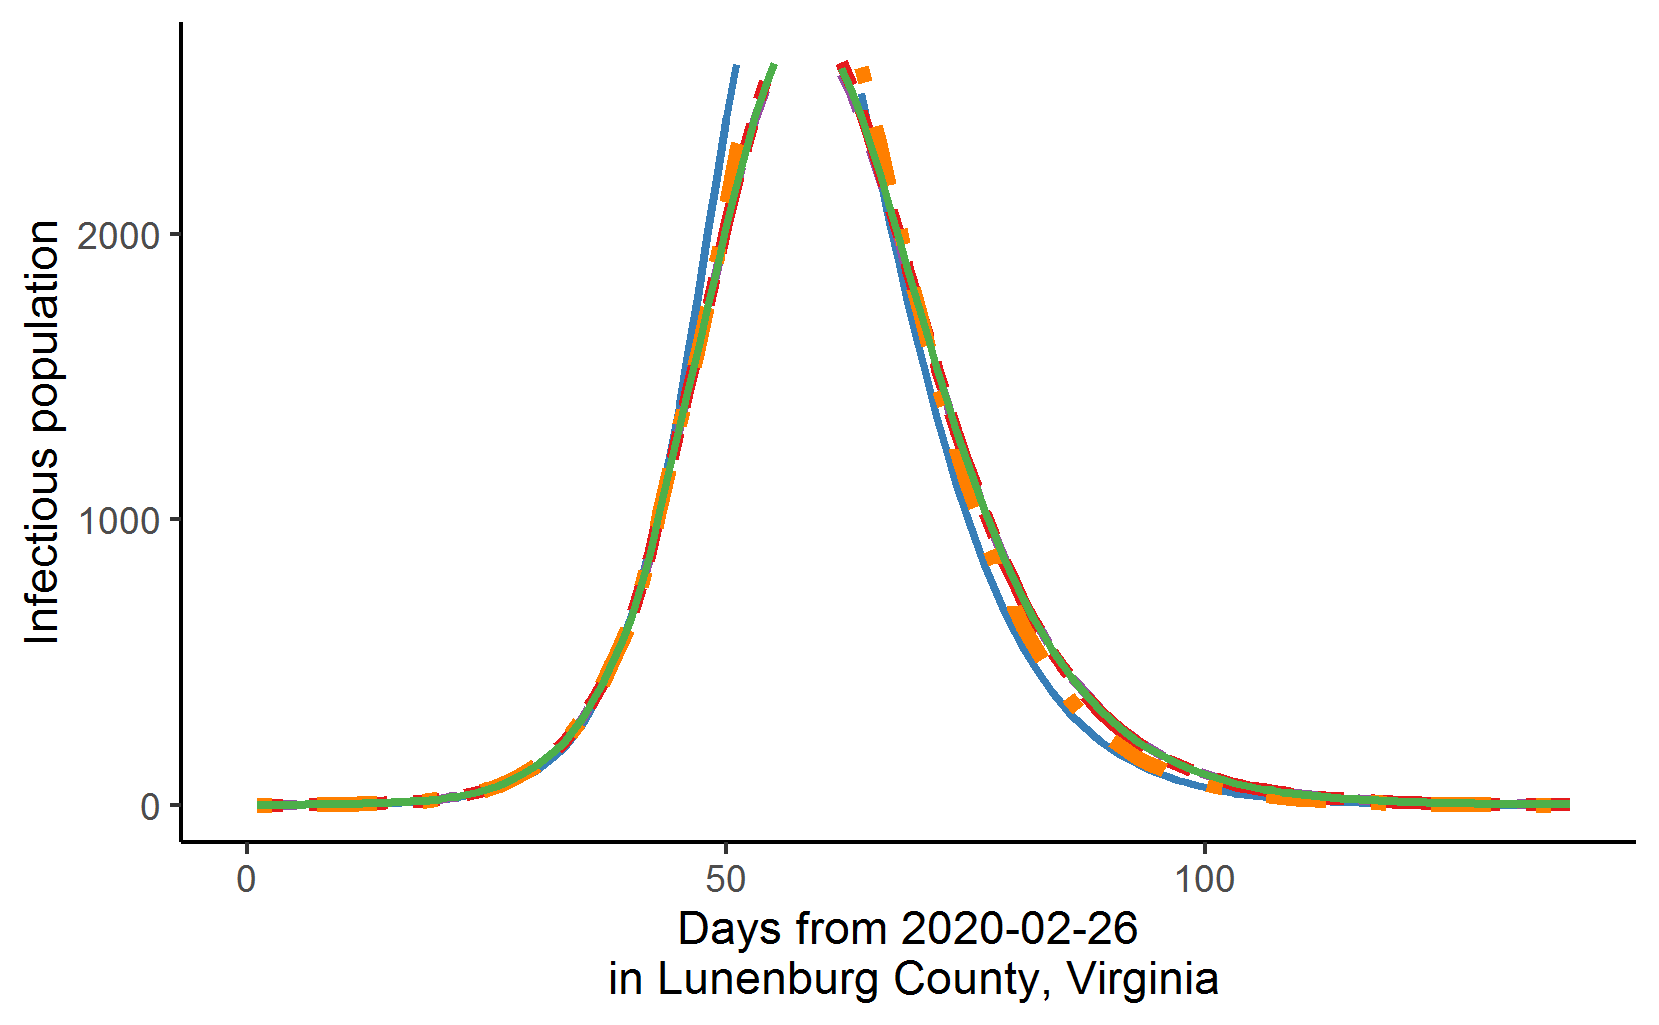 Infectious population
2000
1000
0
0
50
100
Days from 2020-02-26
in Lunenburg County, Virginia